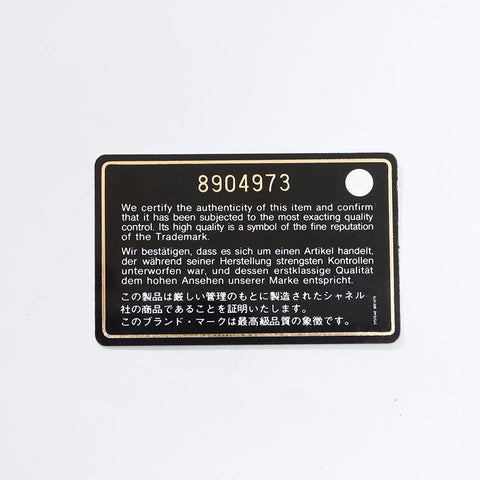 8904973
We certify the authenticity of this item and confirm
that it has been subjected to the most exacting quality
control. Its high quality is a symbol of the fine reputation
of the Trademark.
Wir bestätigen, dass es sich um einen Artikel handelt,
der während seiner Herstellung strengsten Kontrollen
unterworfen war, und dessen erstklassige Qualität
dem hohen Ansehen unserer Marke entspricht.
この製品は厳しい管理のもとに製造されたシャネル
社の商品であることを証明いたします。
このブランド・マークは最高級品質の象徴です。